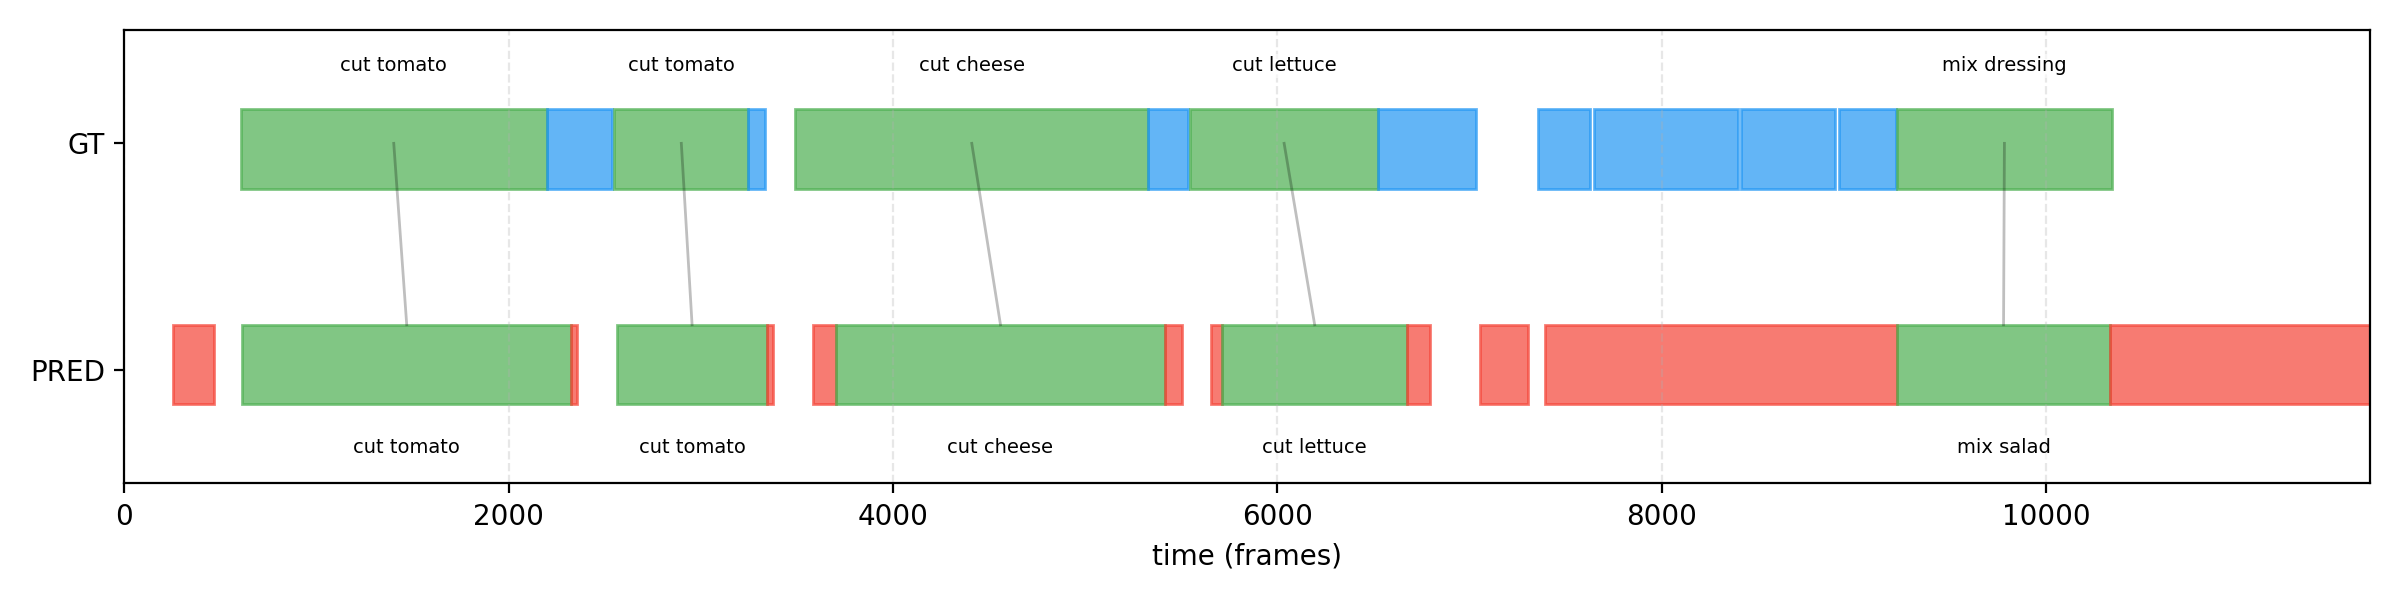 cut tomato cut tomato cut cheese cut lettuce mix dressing
GT
PRED
cut tomato cut tomato cut cheese cut lettuce mix salad
0 2000 4000 6000 8000 10000
time (frames)